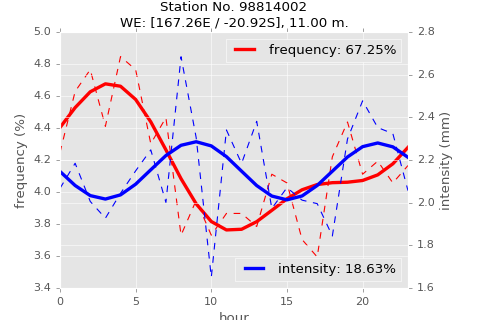 Station No. 98814002
WE: [167.26E / -20.92S], 11.00 m.
5.0
4.8
4.6
4.4
4.2
4.0
3.8
3.6
3.4
frequency (%)
2.8
2.6
2.4
2.2
2.0
1.8
1.6
intensity (mm)
frequency: 67.25%
intensity: 18.63%
0 5 10 15 20
hour